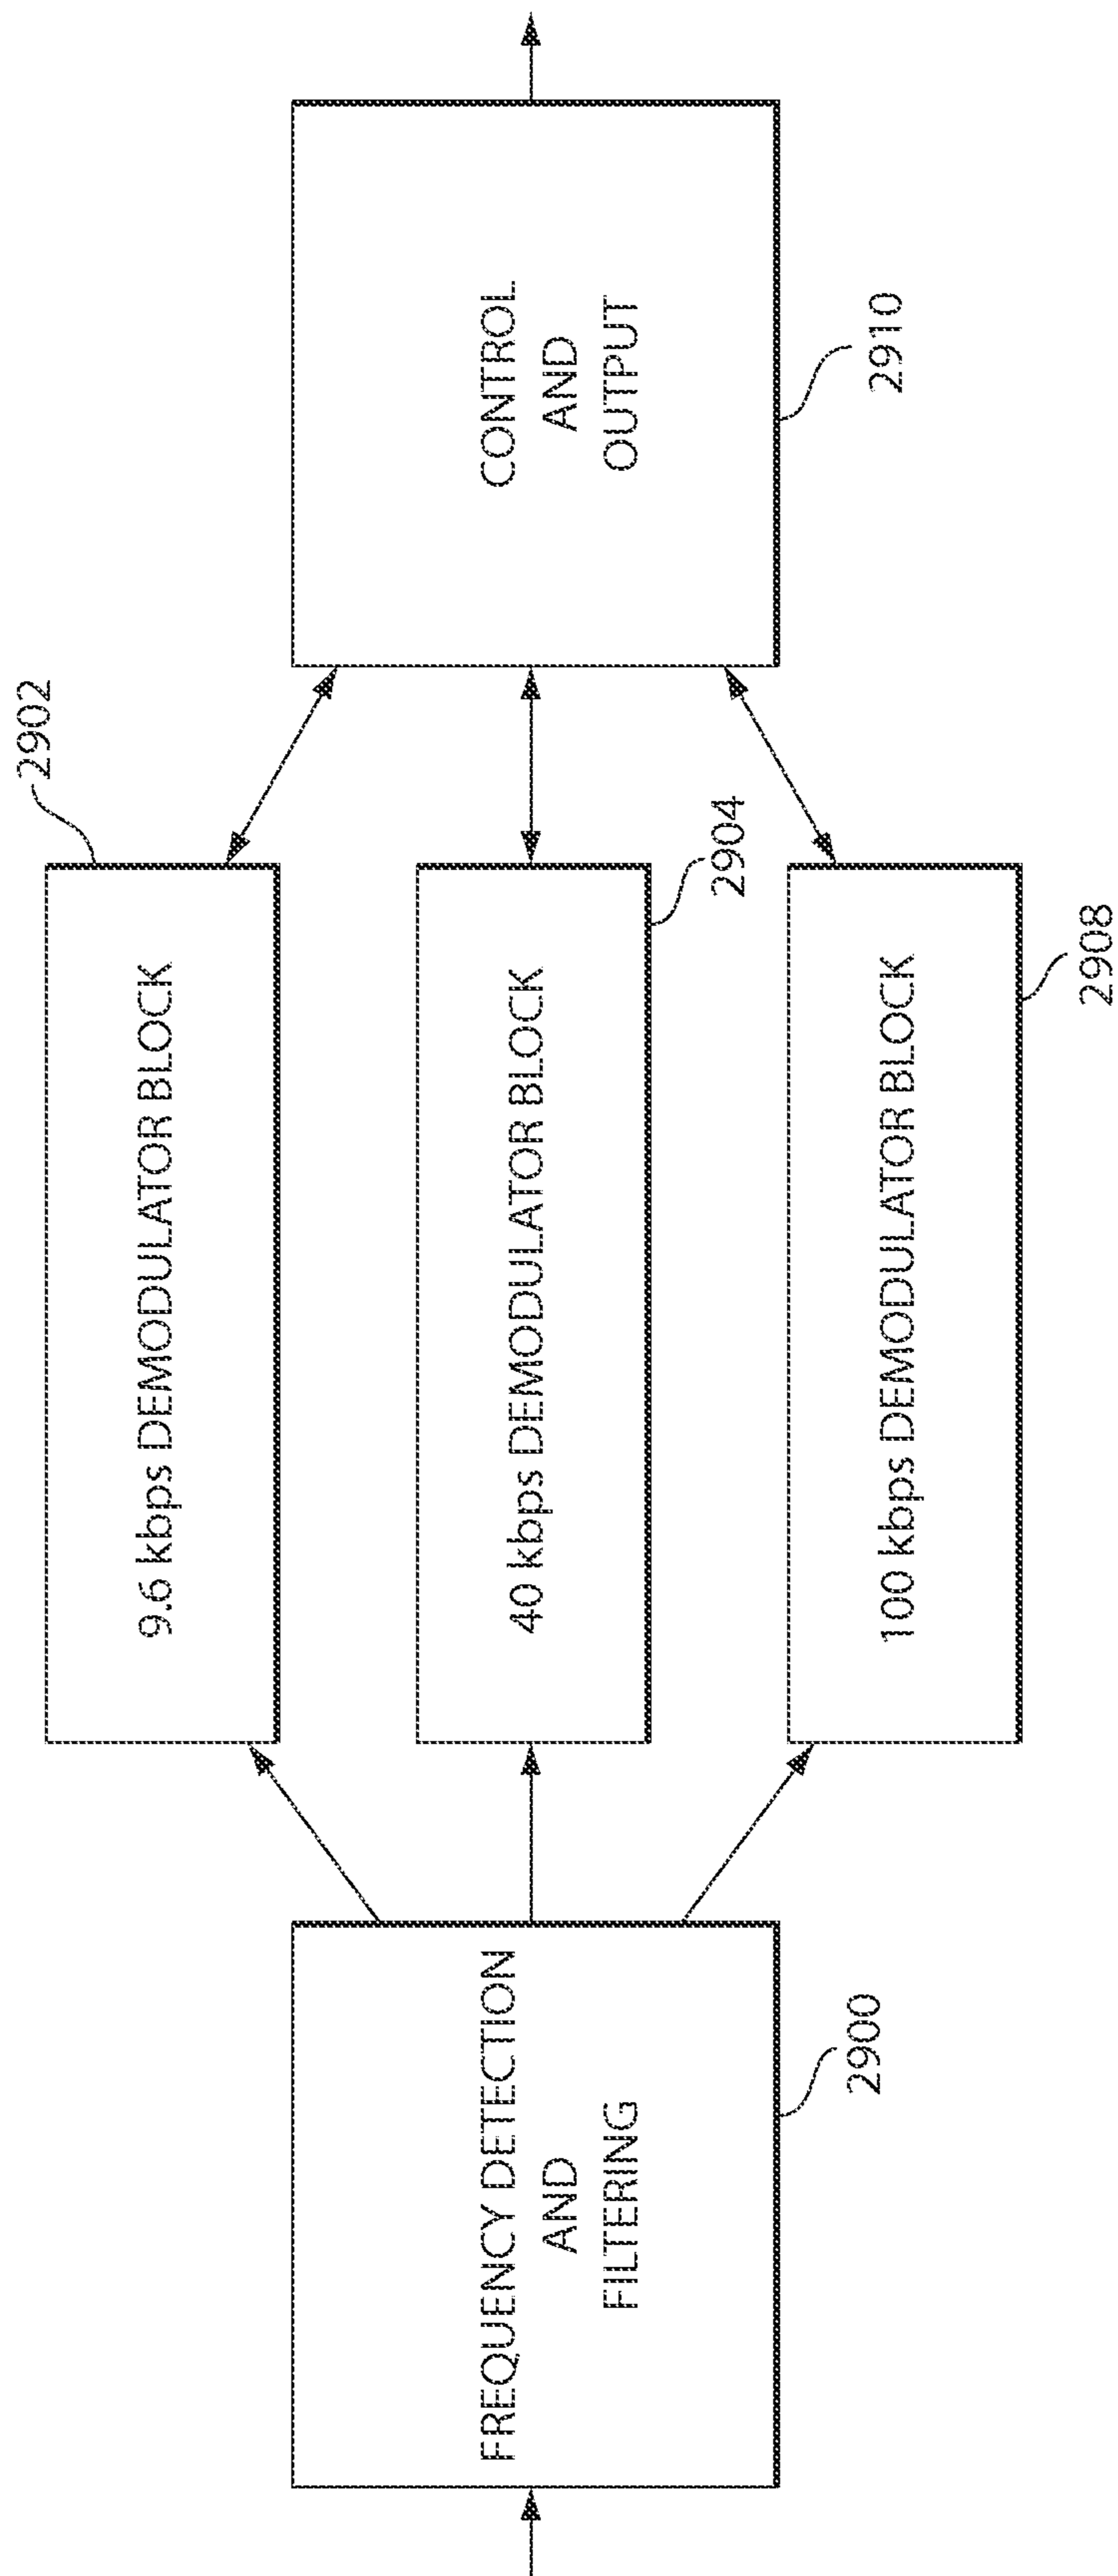 FREQUENCY DETECTION
AND
FILTERING
2900
9.6 kbps DEMODULATOR BLOCK
2902
40 kbps DEMODULATOR BLOCK
2904
100 kbps DEMODULATOR BLOCK
2908
CONTROL
AND
OUTPUT
2910